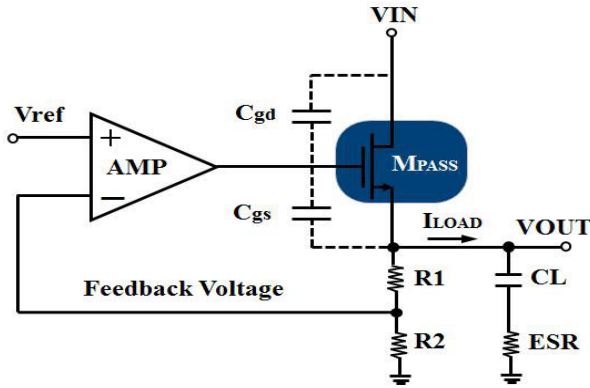 VIN
Vref
Cgd
+
AMP
MPASS
−
Cgs
ILOAD
VOUT
R1
CL
Feedback Voltage
R2
ESR